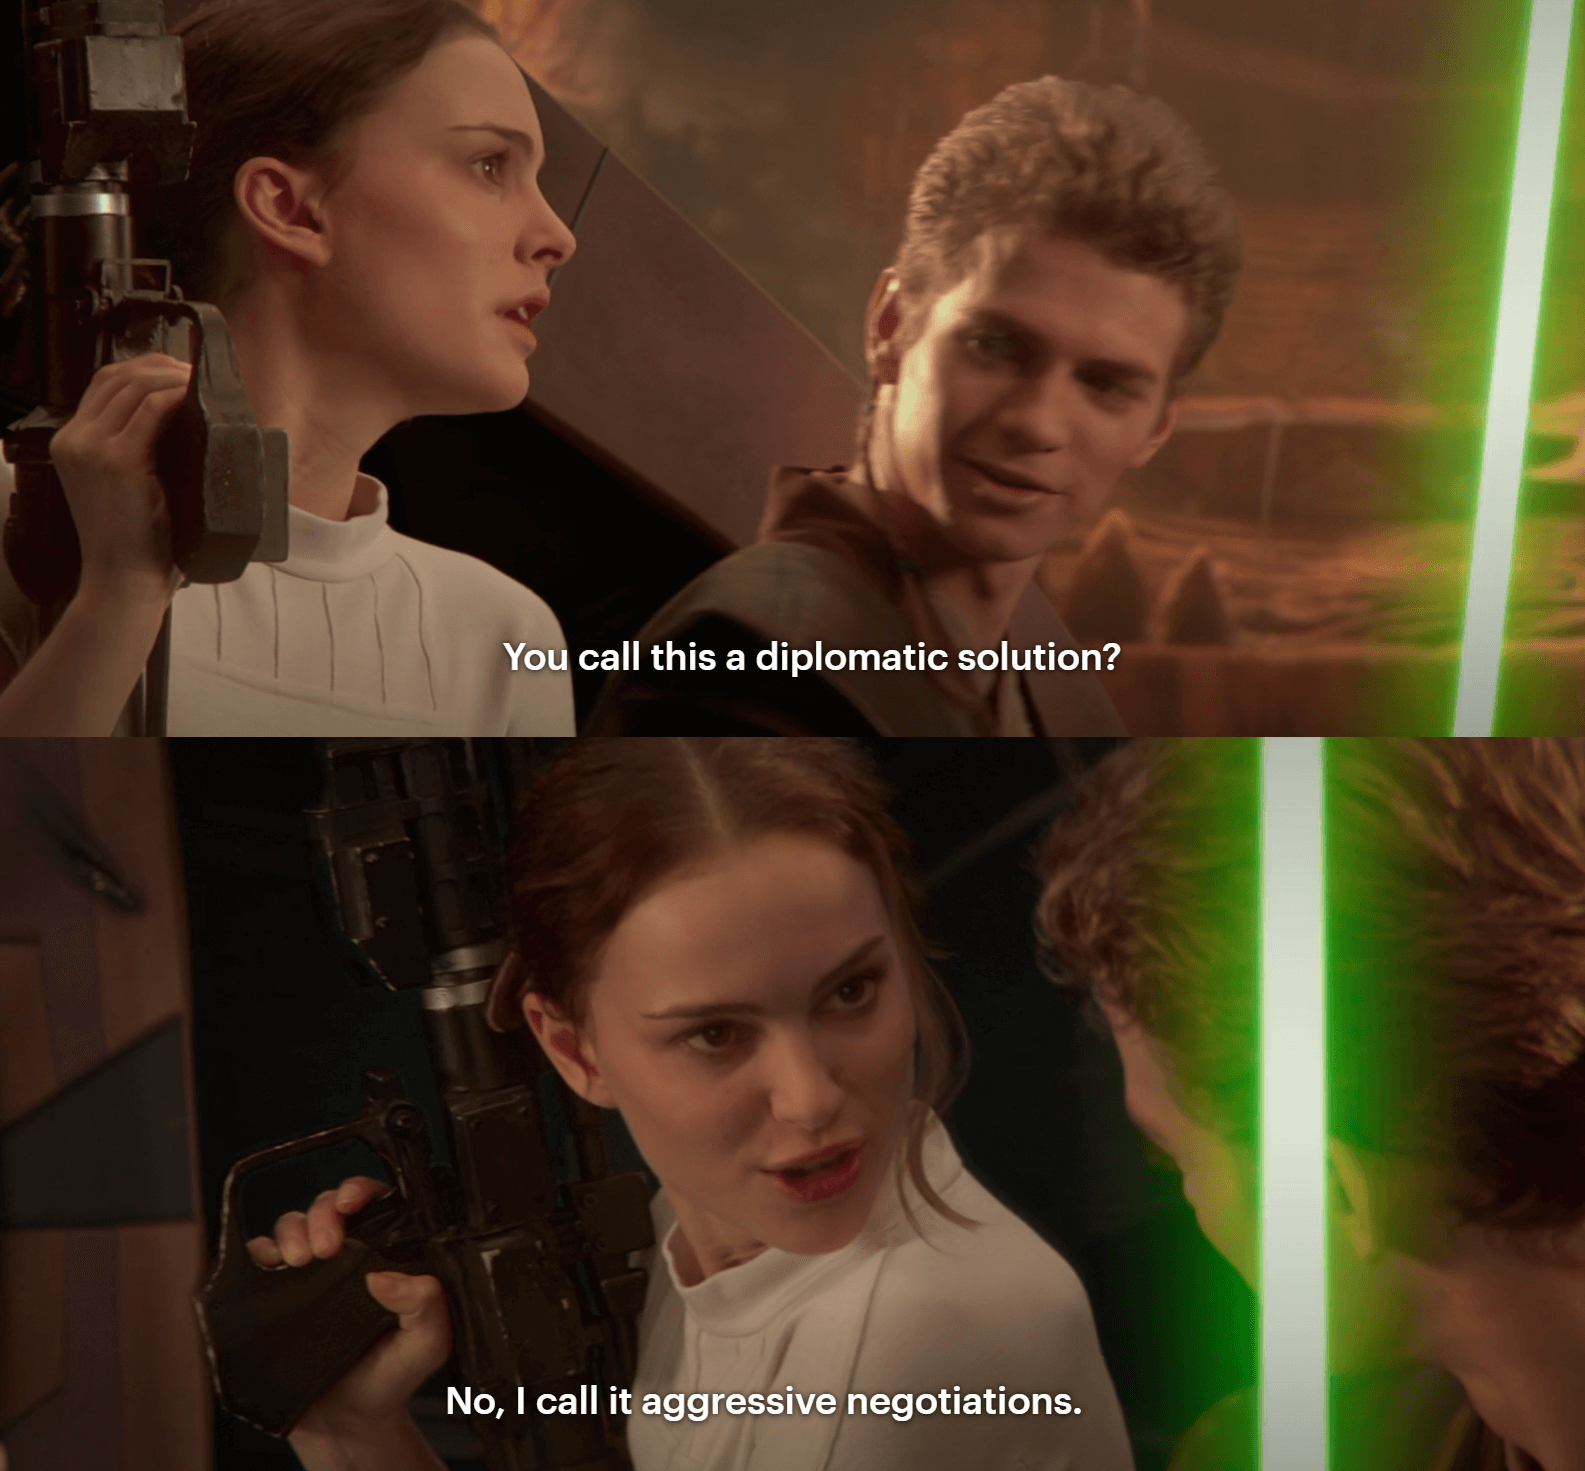 You call this a diplomatic solution?
No, I call it aggressive negotiations.